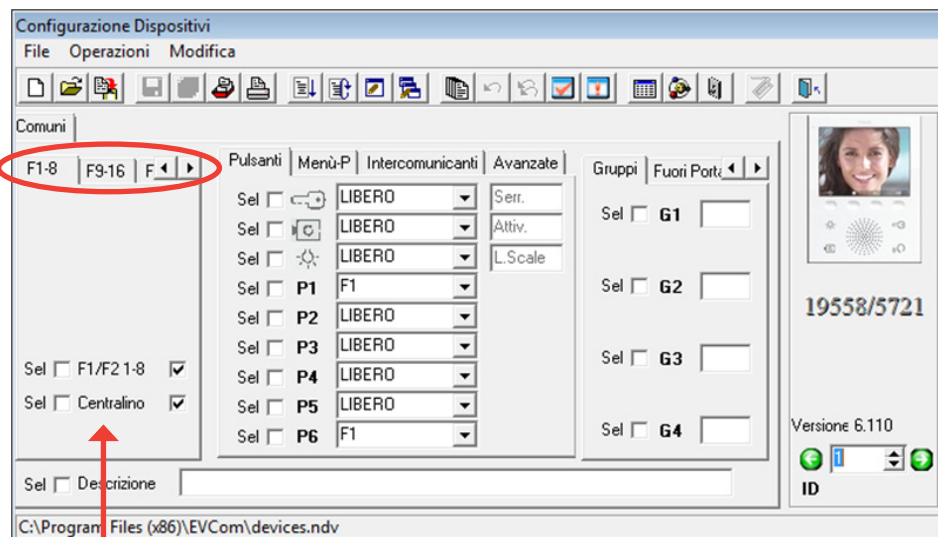 Configurazione Dispositivi
File Operazioni Modifica
Comuni
F1-8 F9-16 F
Pulsanti Menù-P Intercomunicanti Avanzate
Gruppi Fuori Port
Sel LIBERO Serr.
Sel LIBERO Attiv.
Sel LIBERO L.Scale
Sel P1 F1
Sel P2 LIBERO
Sel P3 LIBERO
Sel P4 LIBERO
Sel P5 LIBERO
Sel P6 F1
Sel G1
Sel G2
Sel G3
Sel G4
Sel F1/F2 1-8
Sel Centralino
Sel Descrizione
19558/5721
Versione 6.110
1
ID
C:\Program Files (x86)\EVCom\devices.ndv